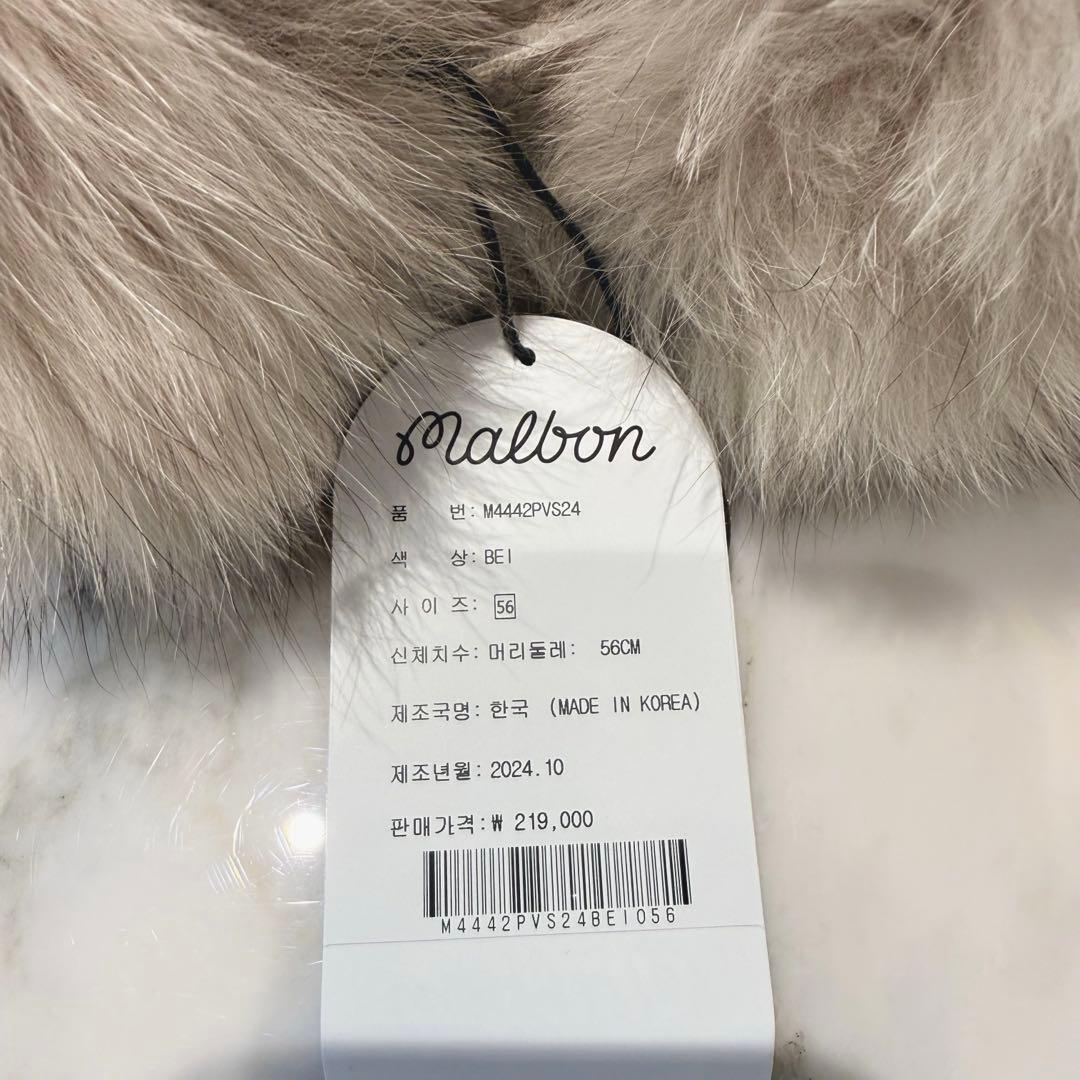 malbon
품 번: M4442PVS24
색 상: BEI
사 이 즈: 56
신체치수: 머리둘레: 56CM
제조국명: 한국 (MADE IN KOREA)
제조년월: 2024.10
판매가격:₩ 219,000
M4442PVS24BEI056